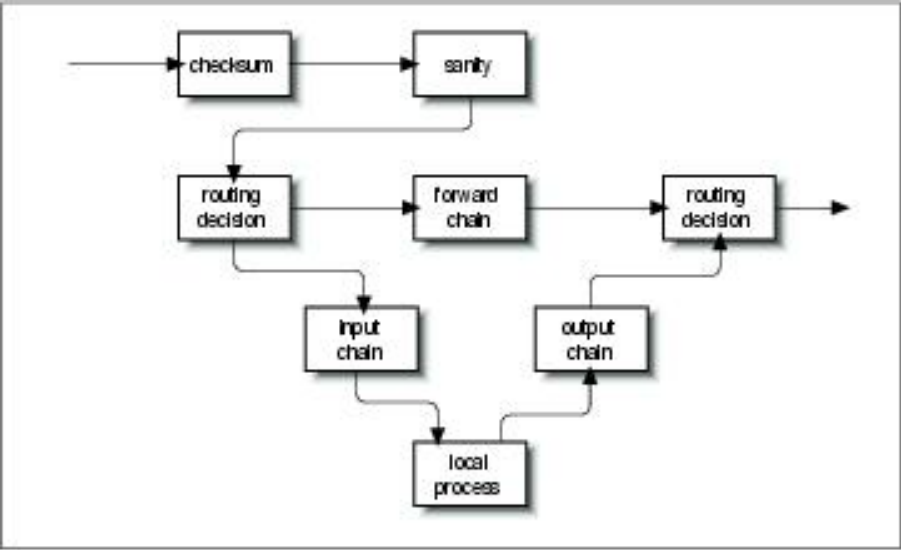 checksum
sanity
routing
decision
forward
chain
routing
decision
input
chain
output
chain
local
process